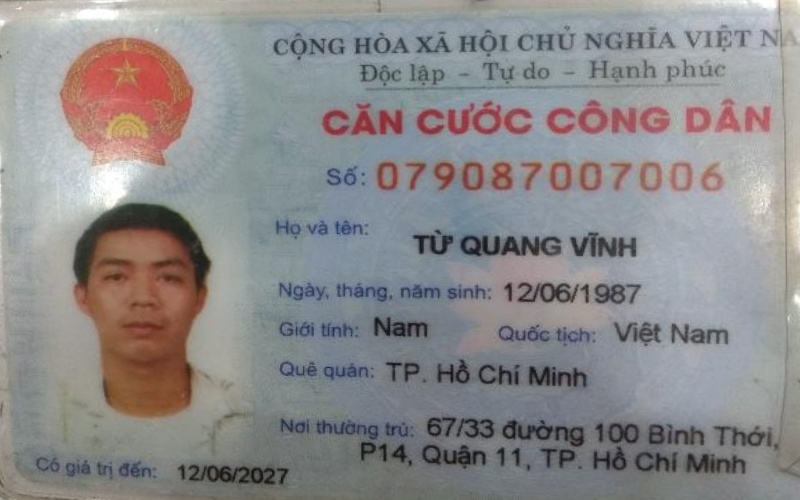 CỘNG HÒA XÃ HỘI CHỦ NGHĨA VIỆT NA
Độc lập - Tự do - Hạnh phúc
CĂN CƯỚC CÔNG DÂN
Số: 079087007006
Họ và tên: TỪ QUANG VĨNH
Ngày, tháng, năm sinh: 12/06/1987
Giới tính: Nam Quốc tịch: Việt Nam
Quê quán: TP. Hồ Chí Minh
Nơi thường trú: 67/33 đường 100 Bình Thới,
P14, Quận 11, TP. Hồ Chí Minh
Có giá trị đến: 12/06/2027